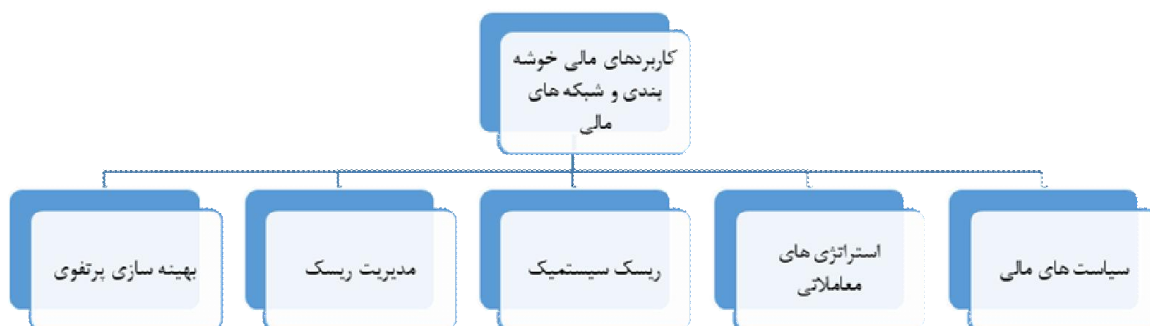 کاربردهای مالی خوشه
بندی و شبکه های
مالی
سیاست های مالی
استراتژی های
معاملاتی
ریسک سیستمیک
مدیریت ریسک
بهینه سازی پرتفوی